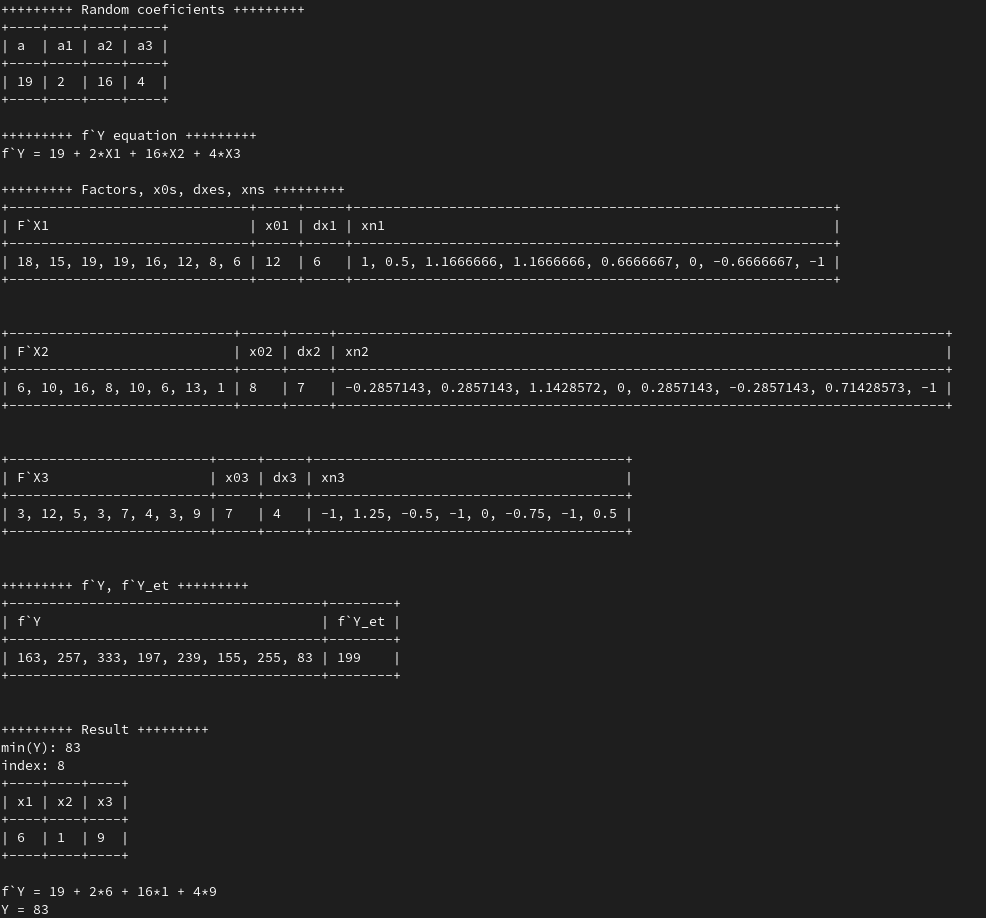 +++++++++ Random coeficients +++++++++
+----+----+----+----+
| a  | a1 | a2 | a3 |
+----+----+----+----+
| 19 | 2  | 16 | 4  |
+----+----+----+----+

+++++++++ f`Y equation +++++++++
f`Y = 19 + 2*X1 + 16*X2 + 4*X3

+++++++++ Factors, x0s, dxes, xns +++++++++
+------------------------------+-----+-----+------------------------------------------------------------+
| F`X1                         | x01 | dx1 | xn1                                                        |
+------------------------------+-----+-----+------------------------------------------------------------+
| 18, 15, 19, 19, 16, 12, 8, 6 | 12  | 6   | 1, 0.5, 1.1666666, 1.1666666, 0.6666667, 0, -0.6666667, -1 |
+------------------------------+-----+-----+------------------------------------------------------------+


+----------------------------+-----+-----+----------------------------------------------------------------------------+
| F`X2                       | x02 | dx2 | xn2                                                                        |
+----------------------------+-----+-----+----------------------------------------------------------------------------+
| 6, 10, 16, 8, 10, 6, 13, 1 | 8   | 7   | -0.2857143, 0.2857143, 1.1428572, 0, 0.2857143, -0.2857143, 0.71428573, -1 |
+----------------------------+-----+-----+----------------------------------------------------------------------------+


+-------------------------+-----+-----+---------------------------------------+
| F`X3                    | x03 | dx3 | xn3                                   |
+-------------------------+-----+-----+---------------------------------------+
| 3, 12, 5, 3, 7, 4, 3, 9 | 7   | 4   | -1, 1.25, -0.5, -1, 0, -0.75, -1, 0.5 |
+-------------------------+-----+-----+---------------------------------------+


+++++++++ f`Y, f`Y_et +++++++++
+---------------------------------------+--------+
| f`Y                                   | f`Y_et |
+---------------------------------------+--------+
| 163, 257, 333, 197, 239, 155, 255, 83 | 199    |
+---------------------------------------+--------+


+++++++++ Result +++++++++
min(Y): 83
index: 8
+----+----+----+
| x1 | x2 | x3 |
+----+----+----+
| 6  | 1  | 9  |
+----+----+----+

f`Y = 19 + 2*6 + 16*1 + 4*9
Y = 83